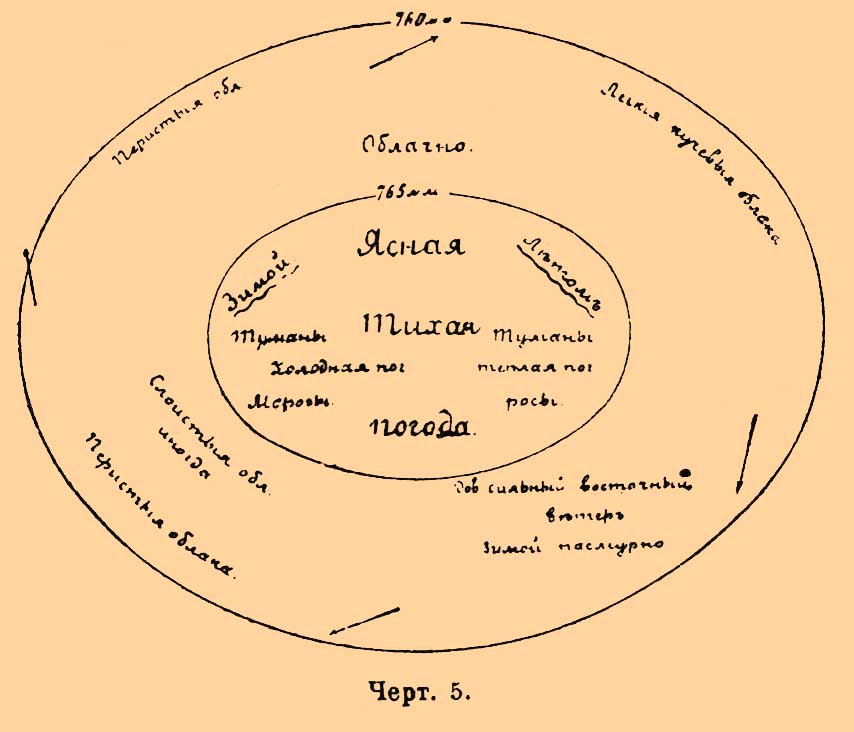 760 мм
Перистыя обл.
Легкія кучевыя облака
Облачно.
765 мм
Ясная
Зимой.
Лѣтомъ
Тихая
Туманы
Туманы
Холодная пог
теплая пог
Морозы.
росы.
погода.
Слоистыя обл.
иногда
Перистыя облака.
Дов сильный восточный
вѣтеръ
Зимой пасмурно
Черт. 5.